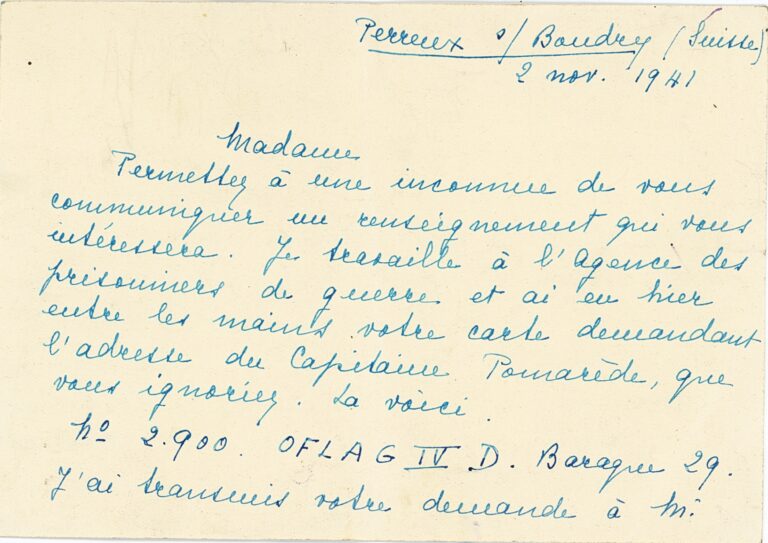 Perreux s/ Boudry (Suisse)
2 nov. 1941
Madame
Permettez à une inconnue de vous
communiquer un renseignement qui vous
intéressera. Je travaille à l'Agence des
prisonniers de guerre et ai eu hier
entre les mains votre carte demandant
l'adresse du Capitaine Pomarède, que
vous ignoriez. La voici.
No 2.900. OFLAG IV D. Baraque 29.
J'ai transmis votre demande à M.